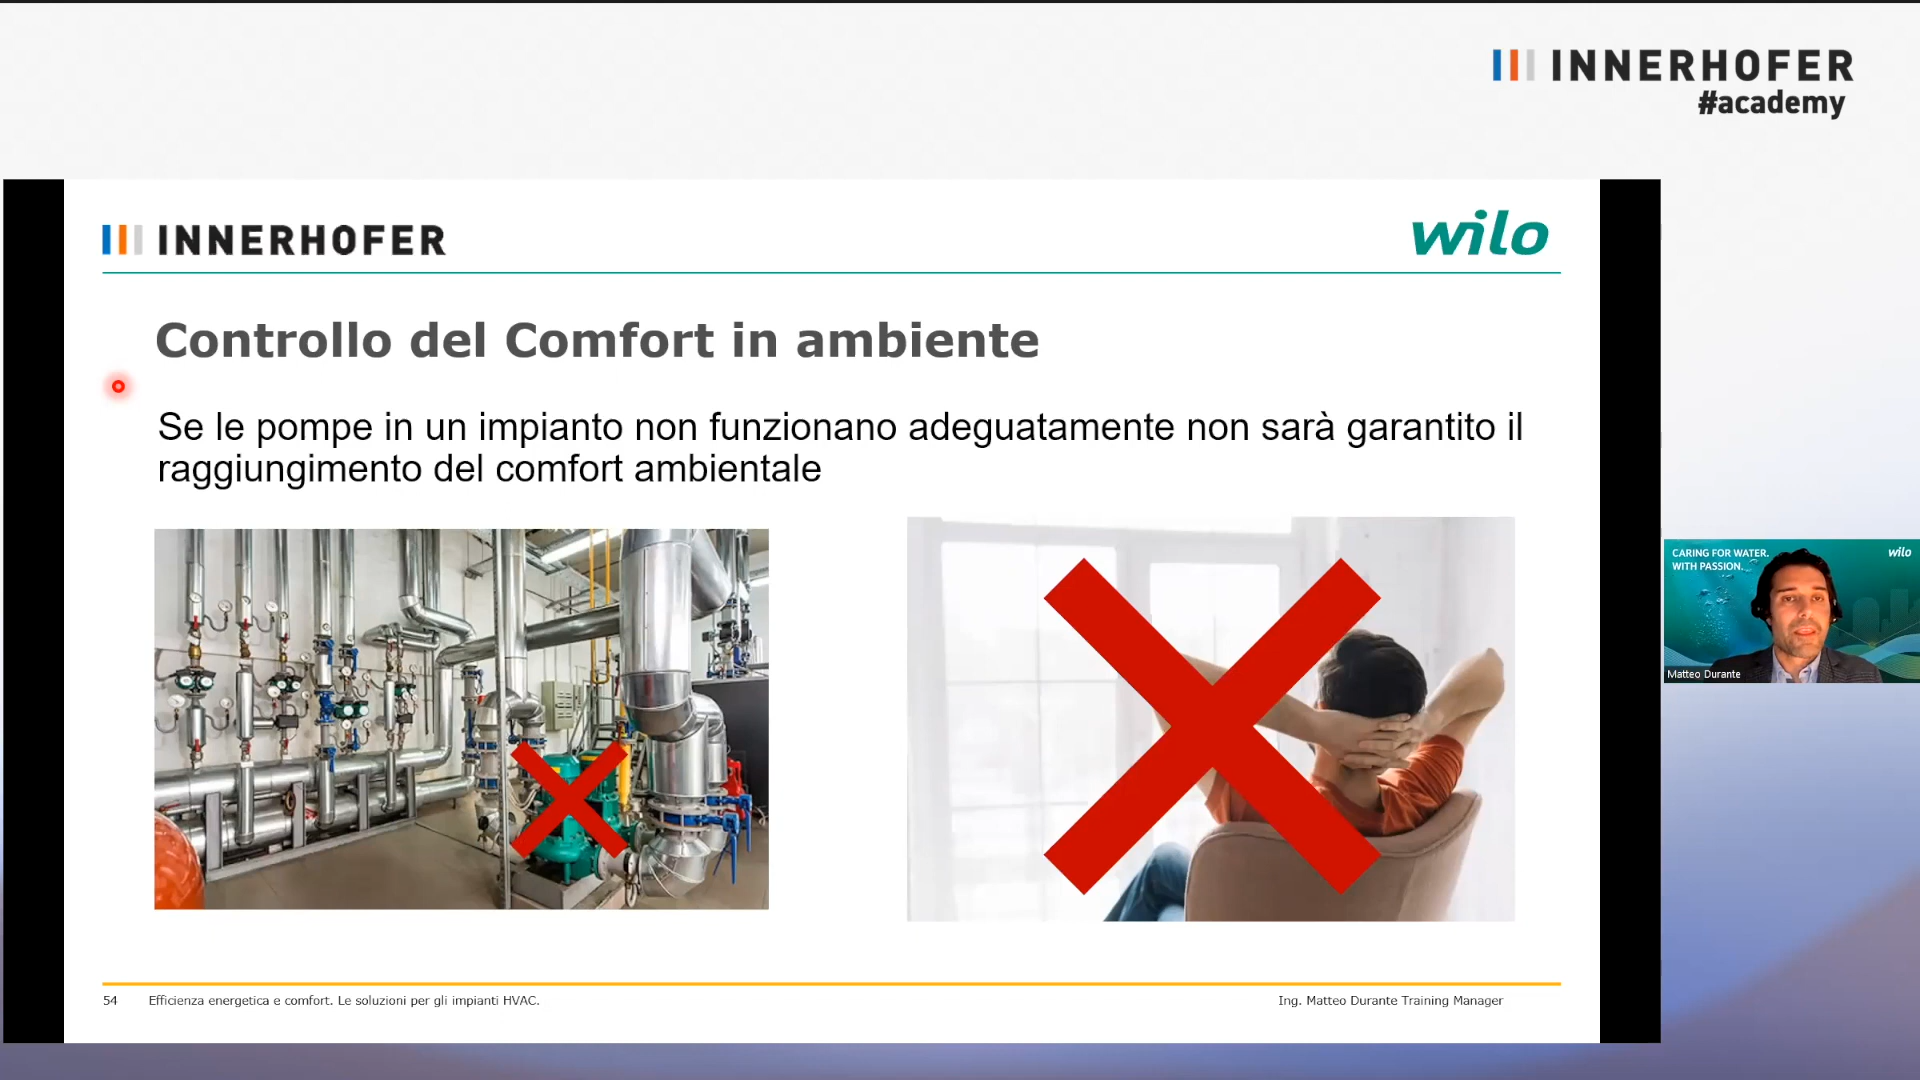 INNERHOFER
#academy
INNERHOFER
wilo
Controllo del Comfort in ambiente
Se le pompe in un impianto non funzionano adeguatamente non sarà garantito il
raggiungimento del comfort ambientale
CARING FOR WATER.
WITH PASSION.
wilo
Matteo Durante
54
Efficienza energetica e comfort. Le soluzioni per gli impianti HVAC.
Ing. Matteo Durante Training Manager